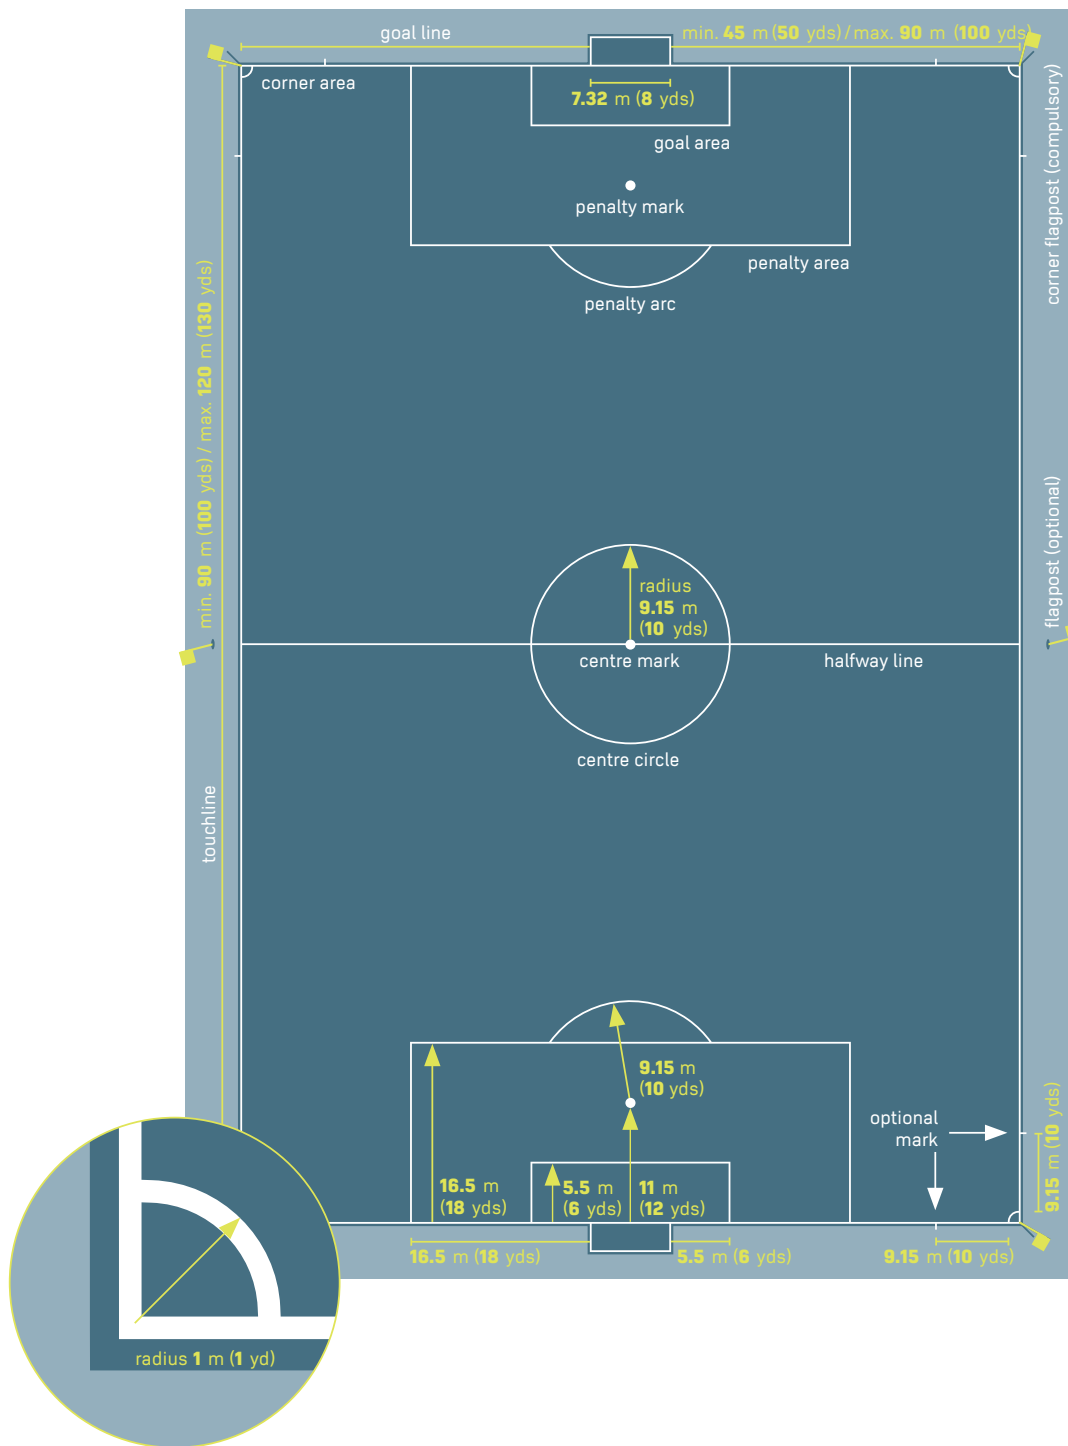 goal line
min. 45 m (50 yds)/max. 90 m (100 yds)
corner area
7.32 m (8 yds)
goal area
penalty mark
penalty area
penalty arc
corner flagpost (compulsory)
min. 90 m (100 yds) / max. 120 m (130 yds)
flagpost (optional)
radius
9.15 m
(10 yds)
centre mark
halfway line
centre circle
touchline
9.15 m
(10 yds)
optional
mark
9.15 m (10 yds)
16.5 m
(18 yds)
5.5 m
(6 yds)
11 m
(12 yds)
16.5 m (18 yds)
5.5 m (6 yds)
9.15 m (10 yds)
radius 1 m (1 yd)